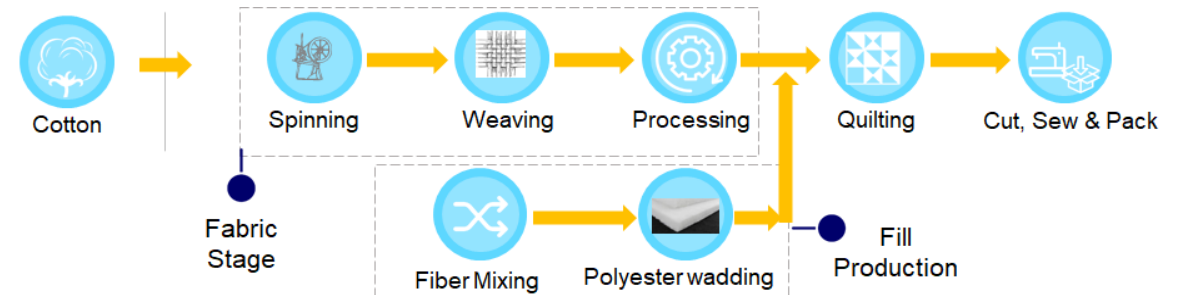 Cotton
Spinning
Weaving
Processing
Quilting
Cut, Sew & Pack
Fabric
Stage
Fiber Mixing
Polyester wadding
Fill
Production